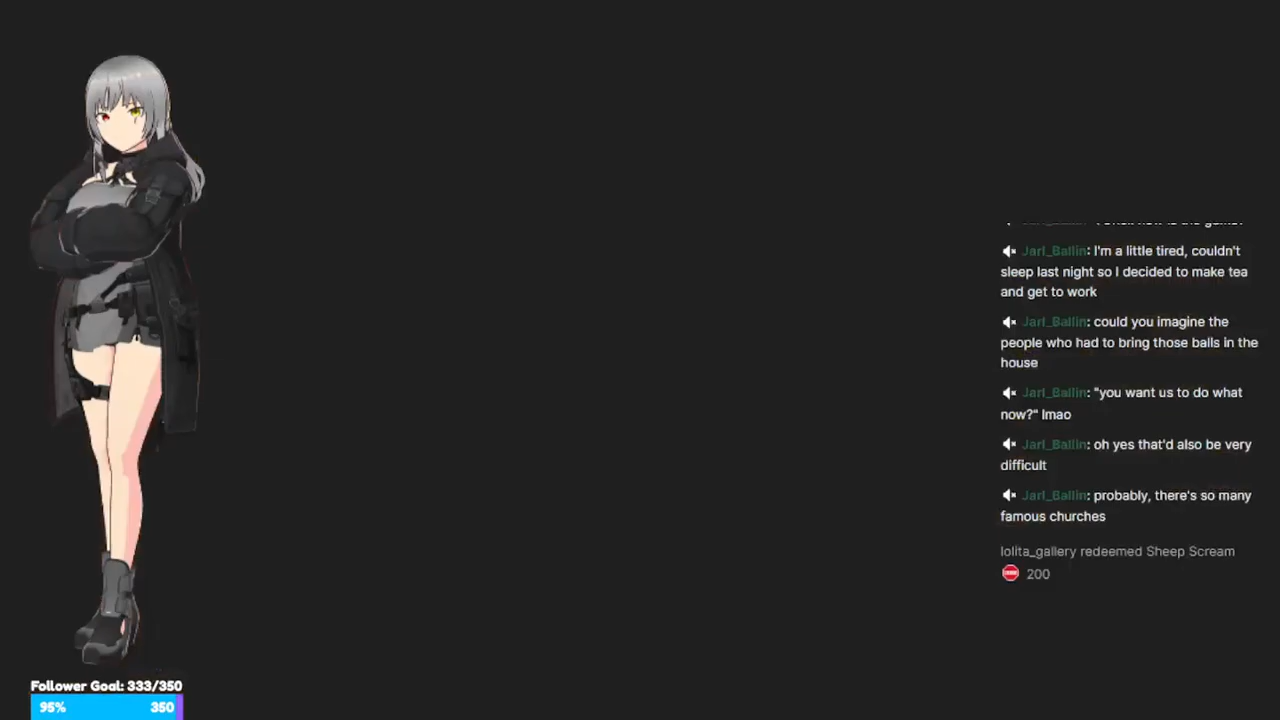 Jarl_Ballin: I'm a little tired, couldn't
sleep last night so I decided to make tea
and get to work
Jarl_Ballin: could you imagine the
people who had to bring those balls in the
house
Jarl_Ballin: "you want us to do what
now?" lmao
Jarl_Ballin: oh yes that'd also be very
difficult
Jarl_Ballin: probably, there's so many
famous churches
lolita_gallery redeemed Sheep Scream
200
Follower Goal: 333/350
95% 350